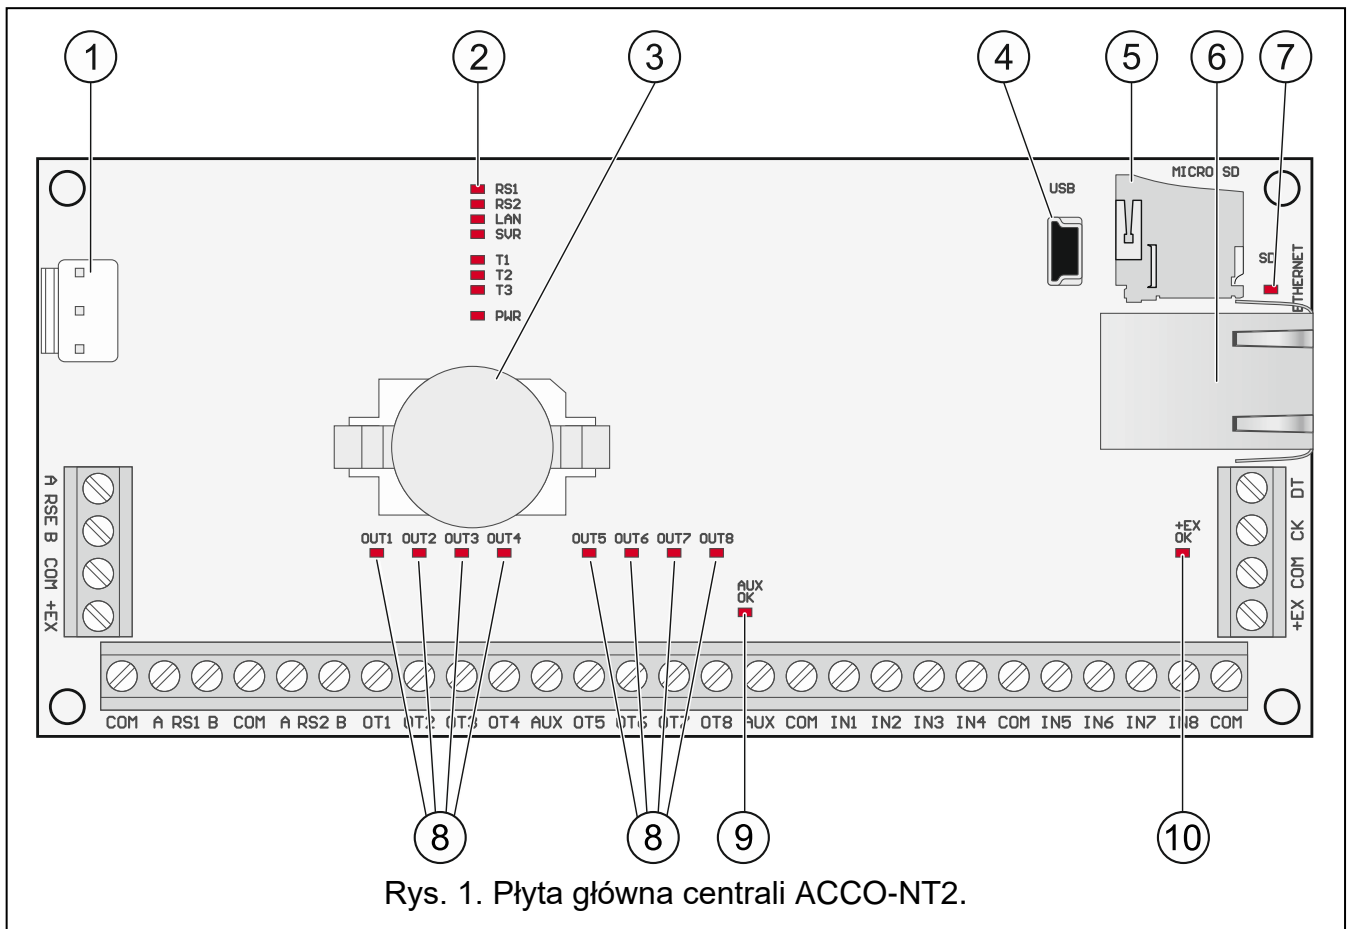 1 2 3 4 5 6 7
MICRO SD
USB
RS1
RS2
LAN
SVR
SD
ETHERNET
T1
T2
T3
PWR
A RSE B COM +EX
DT CK COM +EX
OUT1 OUT2 OUT3 OUT4 OUT5 OUT6 OUT7 OUT8
+EX
OK
AUX
OK
COM A RS1 B COM A RS2 B OT1 OT2 OT3 OT4 AUX OT5 OT6 OT7 OT8 AUX COM IN1 IN2 IN3 IN4 COM IN5 IN6 IN7 IN8 COM
8 8 9 10
Rys. 1. Płyta główna centrali ACCO-NT2.